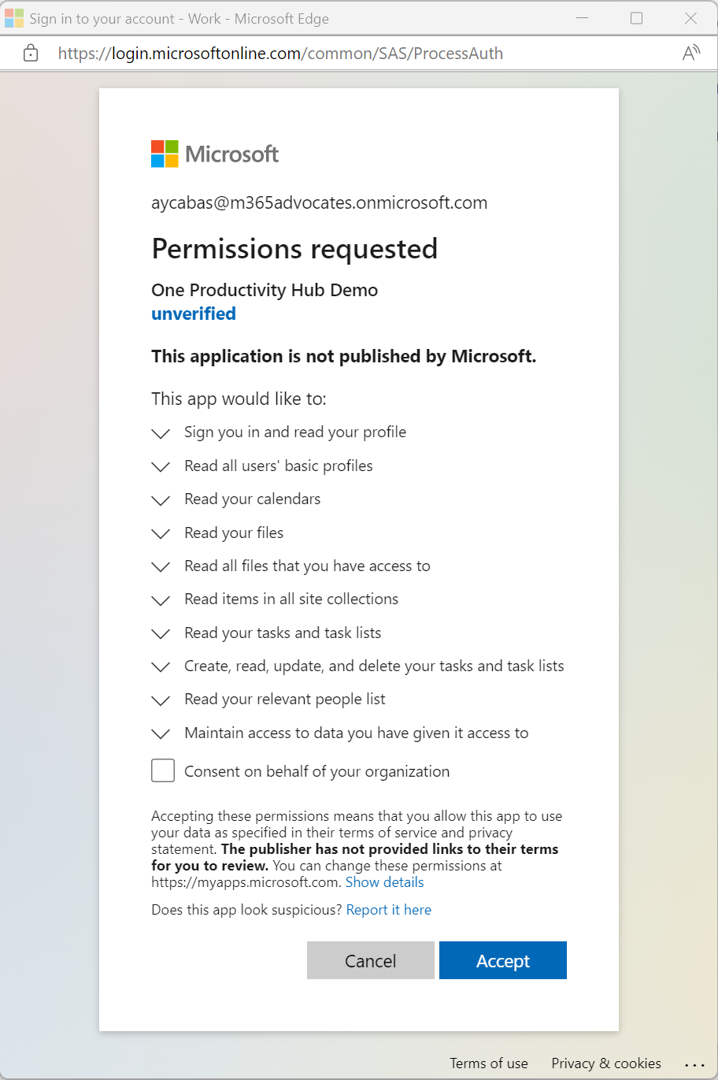 Sign in to your account - Work - Microsoft Edge
https://login.microsoftonline.com/common/SAS/ProcessAuth
Microsoft
aycabas@m365advocates.onmicrosoft.com
Permissions requested
One Productivity Hub Demo
unverified
This application is not published by Microsoft.
This app would like to:
Sign you in and read your profile
Read all users' basic profiles
Read your calendars
Read your files
Read all files that you have access to
Read items in all site collections
Read your tasks and task lists
Create, read, update, and delete your tasks and task lists
Read your relevant people list
Maintain access to data you have given it access to
Consent on behalf of your organization
Accepting these permissions means that you allow this app to use
your data as specified in their terms of service and privacy
statement. The publisher has not provided links to their terms
for you to review. You can change these permissions at
https://myapps.microsoft.com. Show details
Does this app look suspicious? Report it here
Cancel Accept
Terms of use Privacy & cookies ...